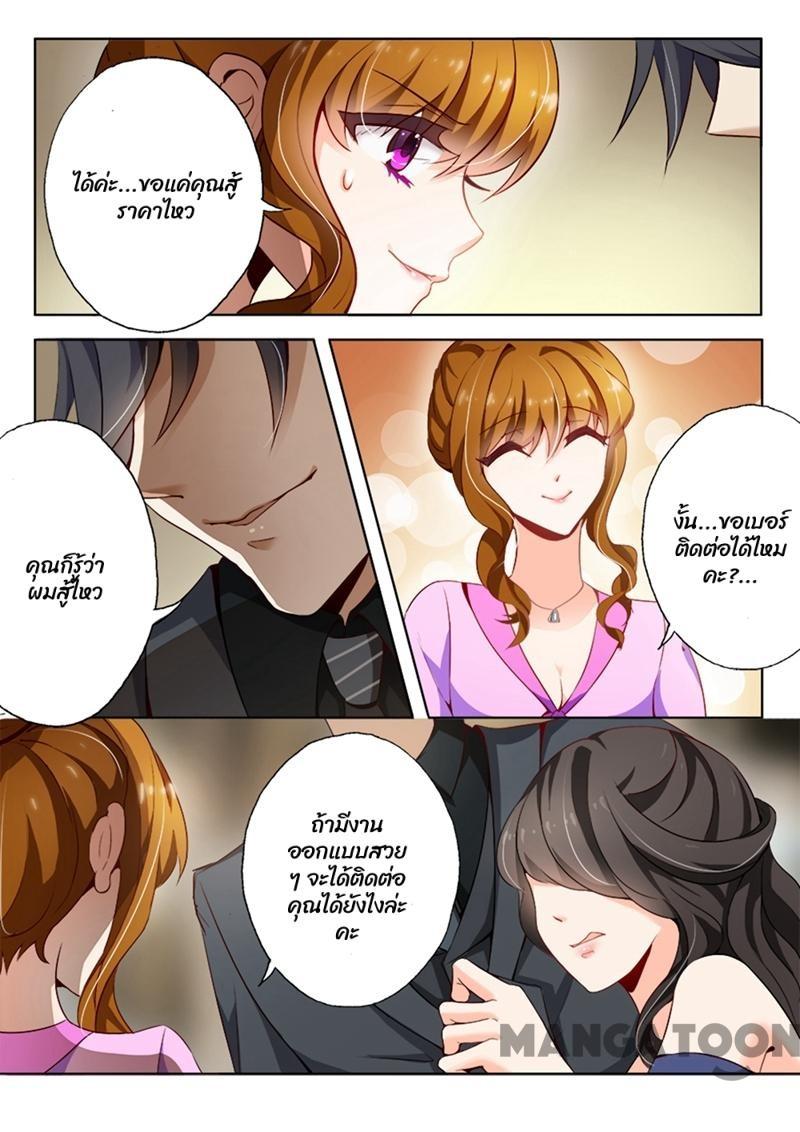 ได้ค่ะ...ขอแค่คุณสู้
ราคาไหว
คุณก็รู้ว่า
ผมสู้ไหว
งั้น...ขอเบอร์
ติดต่อได้ไหม
คะ?...
ถ้ามีงาน
ออกแบบสวย
ๆ จะได้ติดต่อ
คุณได้ยังไงล่ะ
คะ
MANGATOON